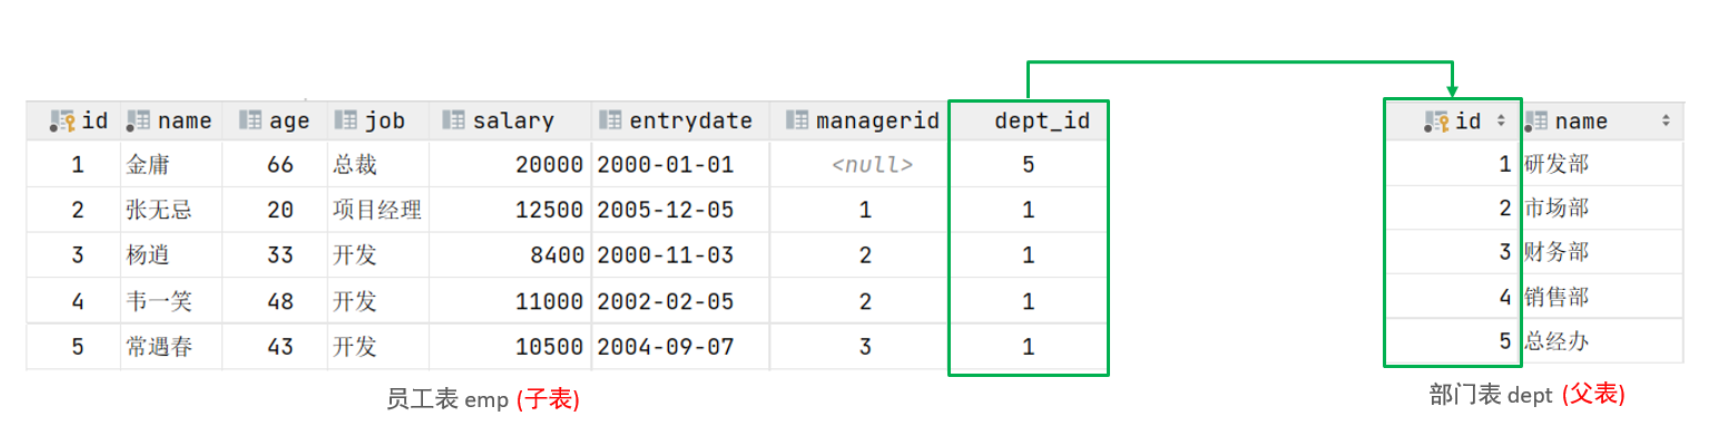 id name age job salary entrydate managerid dept_id
1 金庸 66 总裁 20000 2000-01-01 <null> 5
2 张无忌 20 项目经理 12500 2005-12-05 1 1
3 杨逍 33 开发 8400 2000-11-03 2 1
4 韦一笑 48 开发 11000 2002-02-05 2 1
5 常遇春 43 开发 10500 2004-09-07 3 1
员工表 emp (子表)
id name
1 研发部
2 市场部
3 财务部
4 销售部
5 总经办
部门表 dept (父表)